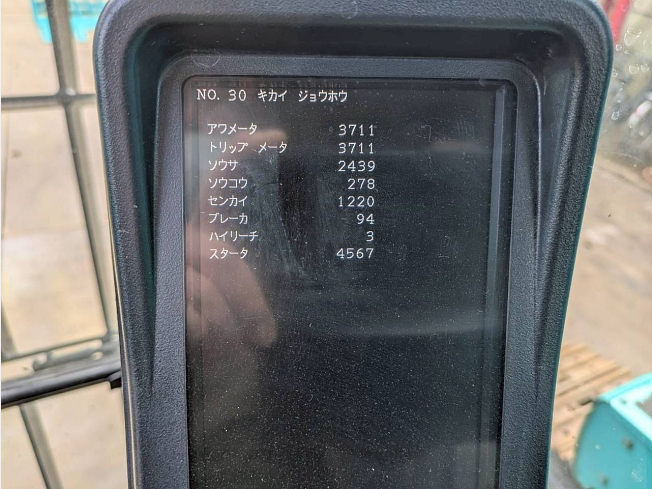 NO. 30 キカイ ジョウホウ
アワメータ 3711
トリップ メータ 3711
ソウサ 2439
ソウコウ 278
センカイ 1220
ブレーカ 94
ハイリーチ 3
スタータ 4567